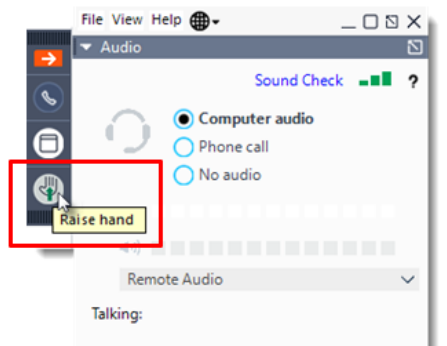 File View Help
Audio
Sound Check ?
Computer audio
Phone call
No audio
Raise hand
Remote Audio
Talking: